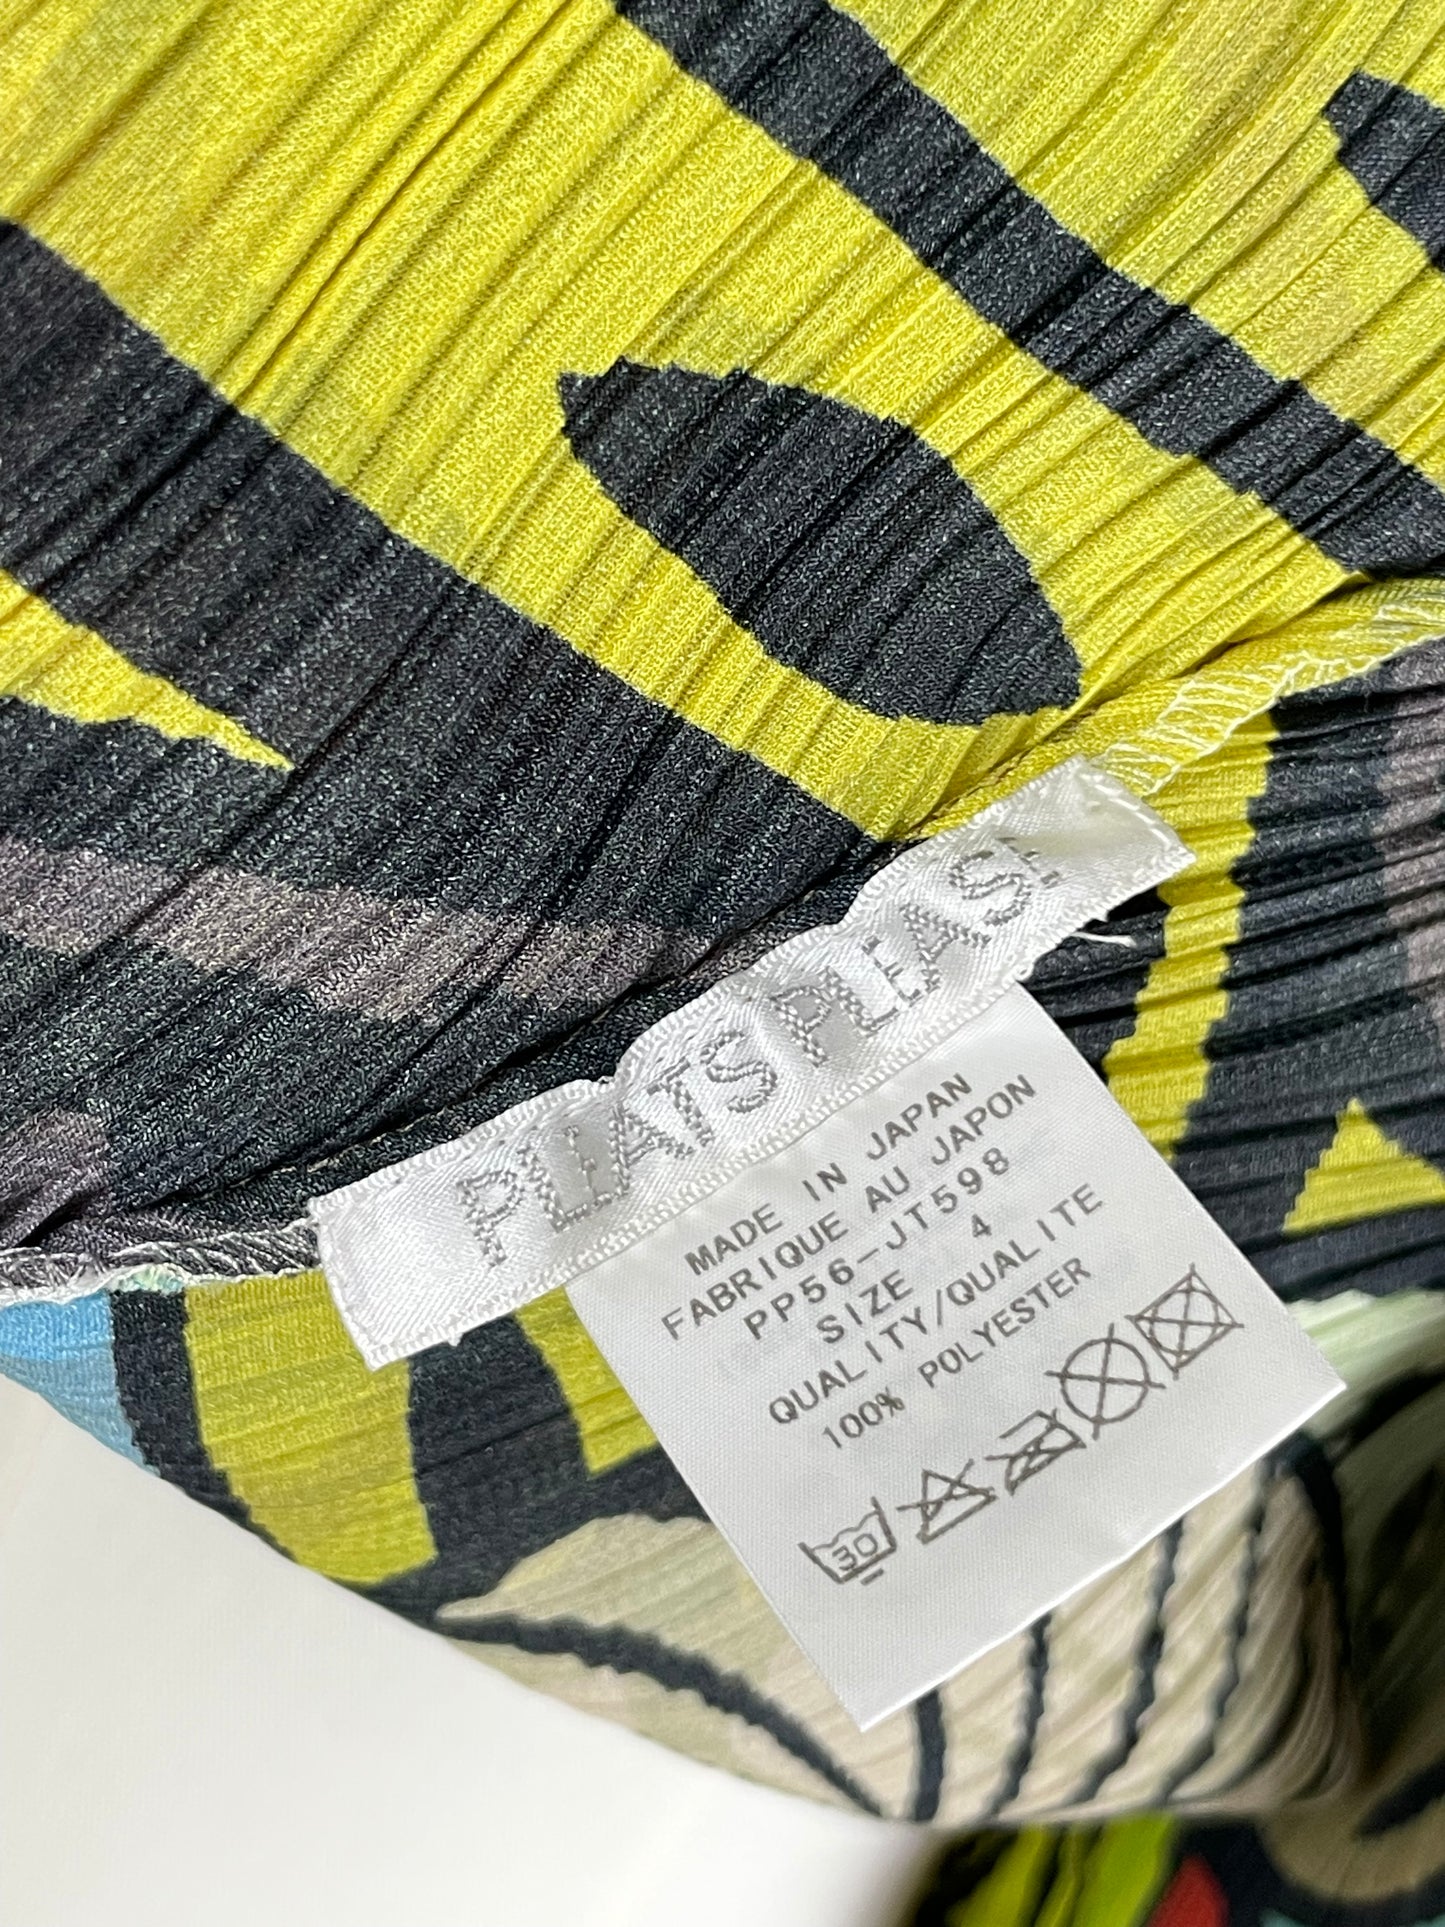 PLEATS PLEASE
MADE IN JAPAN
FABRIQUE AU JAPON
PP56-JT598
SIZE 4
QUALITY/QUALITE
100% POLYESTER
30